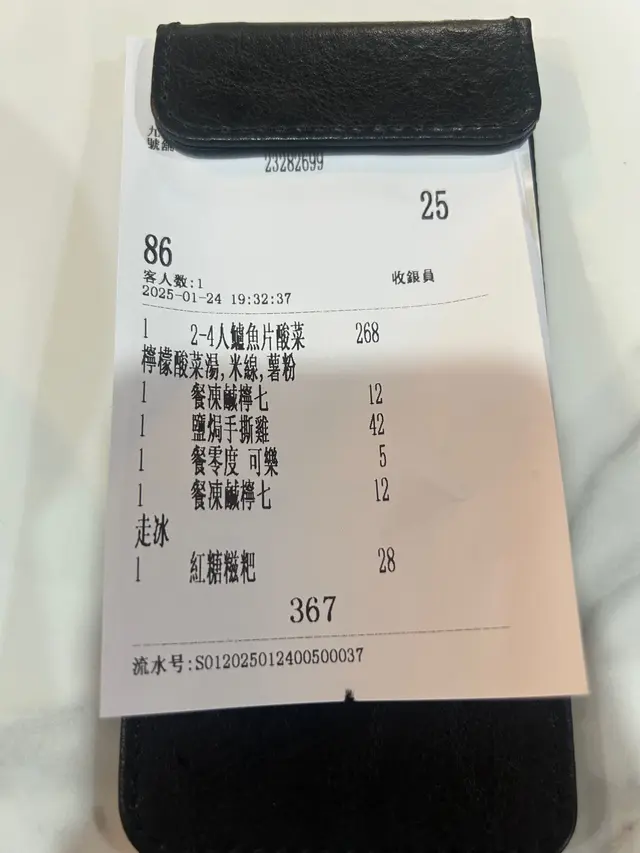 23282699
25
86
客人数:1 收銀員
2025-01-24 19:32:37
1 2-4人鱸魚片酸菜 268
檸檬酸菜湯,米線,薯粉
1 餐凍鹹檸七 12
1 鹽焗手撕雞 42
1 餐零度 可樂 5
1 餐凍鹹檸七 12
走冰
1 紅糖糍粑 28
367
流水号:S012025012400500037